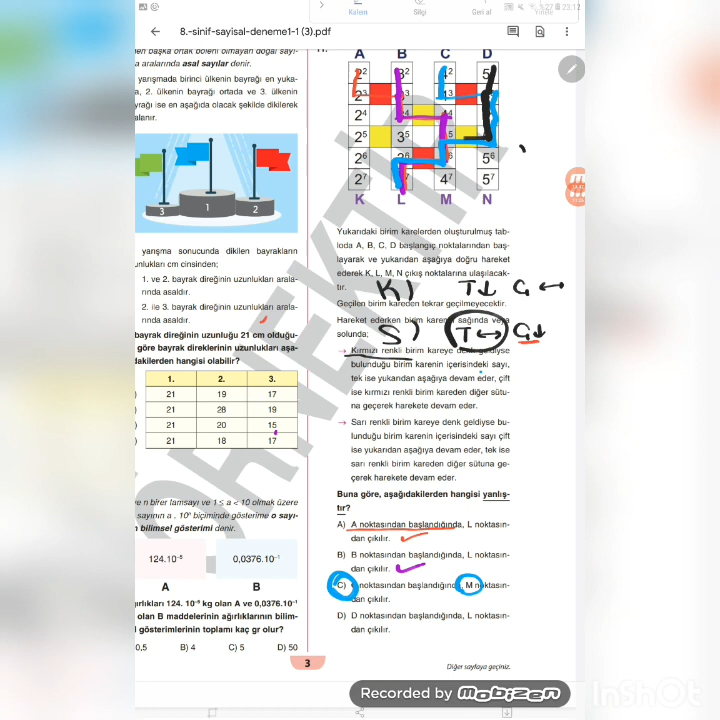 Kalem
Silgi
Geri al
Yinele
23:12
8.-sinif-sayisal-deneme1-1 (3).pdf
başka ortak böleni olmayan doğal sayı-
a aralarında asal sayılar denir.
yarışmada birinci ülkenin bayrağı en yuka-
a, 2. ülkenin bayrağı ortada ve 3. ülkenin
yrağı ise en aşağıda olacak şekilde dikilerek
alanır.
3 1 2
yarışma sonucunda dikilen bayrakların
unlukları cm cinsinden;
1. ve 2. bayrak direğinin uzunlukları arala-
rında asaldır.
2. ile 3. bayrak direğinin uzunlukları arala-
rında asaldır.
bayrak direğinin uzunluğu 21 cm olduğu-
göre bayrak direklerinin uzunlukları aşa-
dakilerden hangisi olabilir?
1. 2. 3.
21 19 17
21 28 19
21 20 15
21 18 17
n birer tamsayı ve 1 ≤ a < 10 olmak üzere
sayının a . 10ⁿ biçiminde gösterime o sayı-
n bilimsel gösterimi denir.
124.10⁻⁵ 0,0376.10⁻¹
A B
ğırlıkları 124. 10⁻⁵ kg olan A ve 0,0376.10⁻¹
olan B maddelerinin ağırlıklarının bilim-
l gösterimlerinin toplamı kaç gr olur?
0,5 B) 4 C) 5 D) 50
A B C D
2² 3² 4² 5
2³ 3³ 4³
2⁴ 4⁴
2⁵ 3⁵
2⁶ 3⁶ 5⁶
2⁷ 4⁷ 5⁷
K L M N
Yukarıdaki birim karelerden oluşturulmuş tab-
loda A, B, C, D başlangıç noktalarından baş-
layarak ve yukarıdan aşağıya doğru hareket
ederek K, L, M, N çıkış noktalarına ulaşılacak-
tır.
K) T↓ Ç↔
Geçilen birim kareden tekrar geçilmeyecektir.
Hareket ederken birim karenin sağında veya
solunda;
S) T↔ Ç↓
→ Kırmızı renkli birim kareye denk geldiyse
bulunduğu birim karenin içerisindeki sayı,
tek ise yukarıdan aşağıya devam eder, çift
ise kırmızı renkli birim kareden diğer sütu-
na geçerek harekete devam eder.
→ Sarı renkli birim kareye denk geldiyse bu-
lunduğu birim karenin içerisindeki sayı çift
ise yukarıdan aşağıya devam eder, tek ise
sarı renkli birim kareden diğer sütuna ge-
çerek harekete devam eder.
Buna göre, aşağıdakilerden hangisi yanlış-
tır?
A) A noktasından başlandığında, L noktasın-
dan çıkılır.
B) B noktasından başlandığında, L noktasın-
dan çıkılır.
C) C noktasından başlandığında, M noktasın-
dan çıkılır.
D) D noktasından başlandığında, L noktasın-
dan çıkılır.
3
Diğer sayfaya geçiniz.
ÖRNEKTİR
Recorded by Mobizen
InShOt